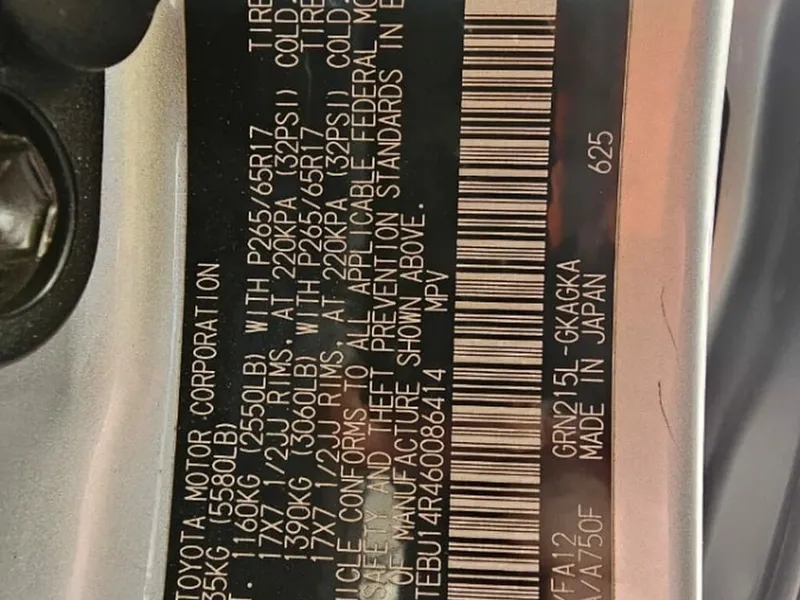 TOYOTA MOTOR CORPORATION
35KG (5580LB)
1160KG (2550LB) WITH P265/65R17 TIRE
17X7 1/2JJ RIMS, AT 220KPA (32PSI) COLD.
1390KG (3060LB) WITH P265/65R17 TIRE
17X7 1/2JJ RIMS, AT 220KPA (32PSI) COLD.
ICLE CONFORMS TO ALL APPLICABLE FEDERAL MO
SAFETY AND THEFT PREVENTION STANDARDS IN E
OF MANUFACTURE SHOWN ABOVE.
TEBU14R460086414 MPV
FA12 GRN215L-GKAGKA 625
A/A750F MADE IN JAPAN